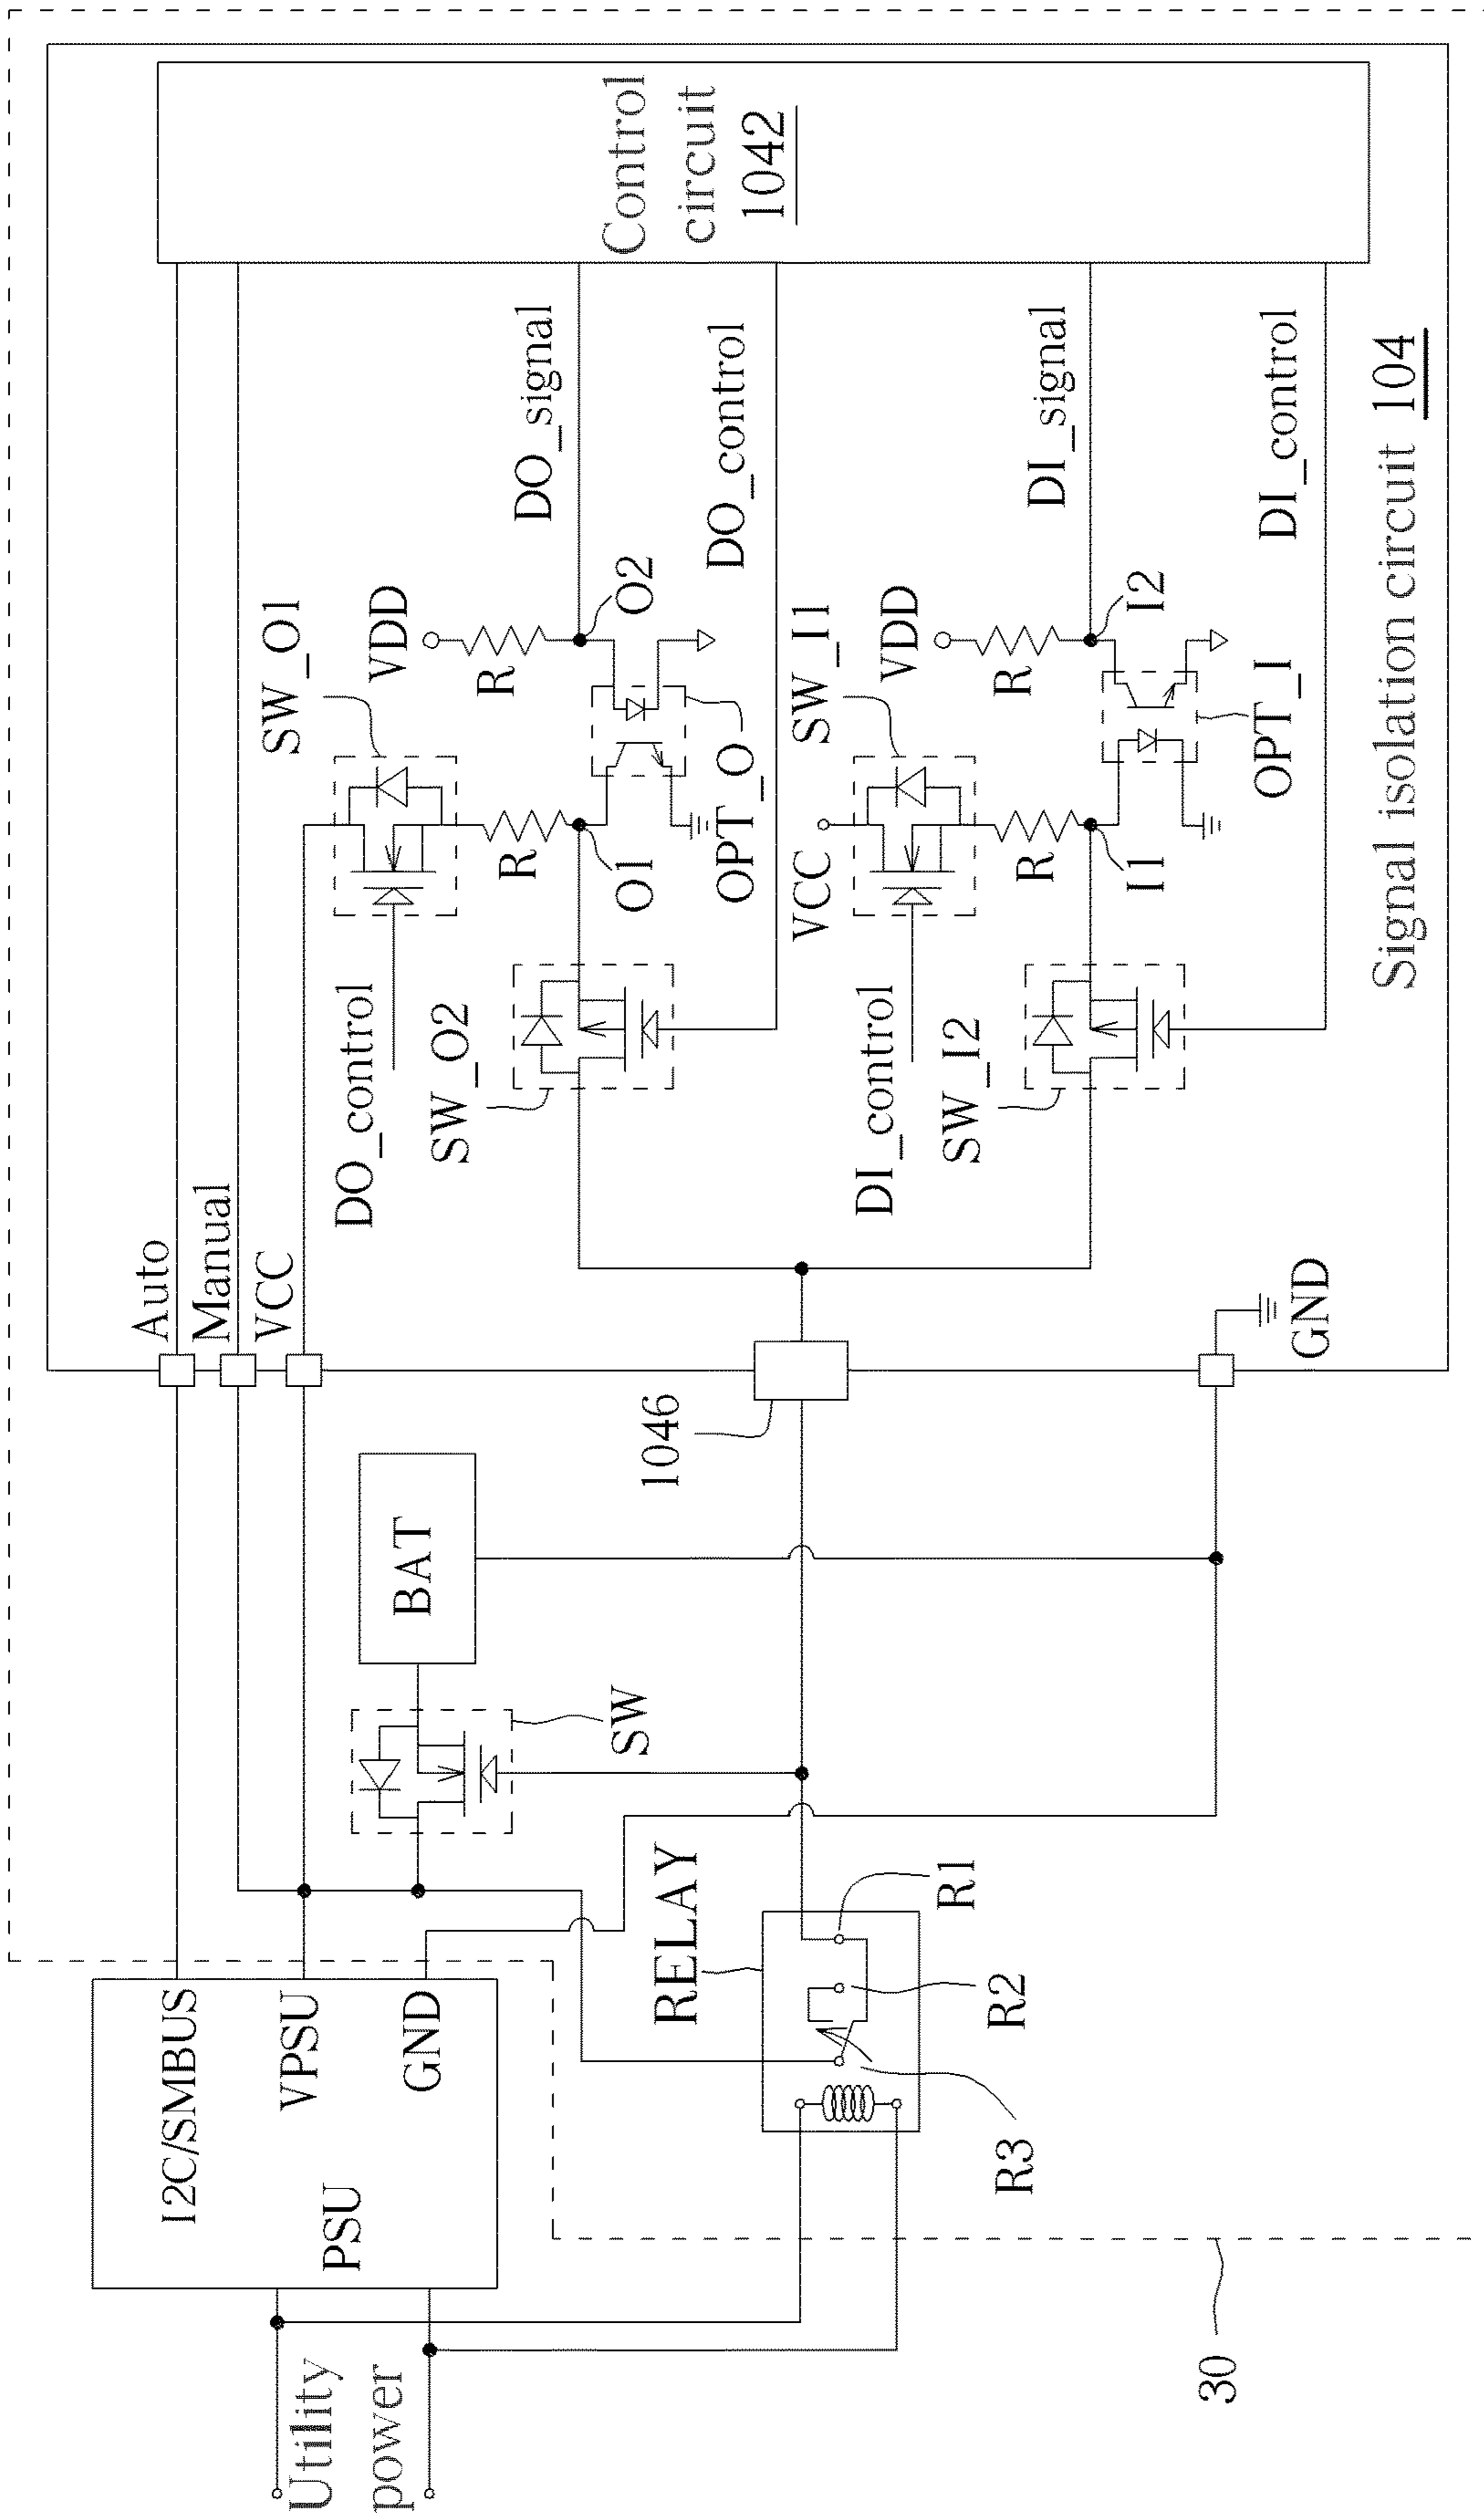 Utility
power
PSU
I2C/SMBUS
VPSU
GND
RELAY
R1
R2
R3
30
SW
BAT
1046
Auto
Manual
VCC
GND
DO_control
SW_O1
VDD
R
R
SW_O2
O1
O2
OPT_O
DO_signal
DO_control
DI_control
VCC
SW_I1
VDD
R
R
SW_I2
I1
I2
OPT_I
DI_signal
DI_control
Control
circuit
1042
Signal isolation circuit 104